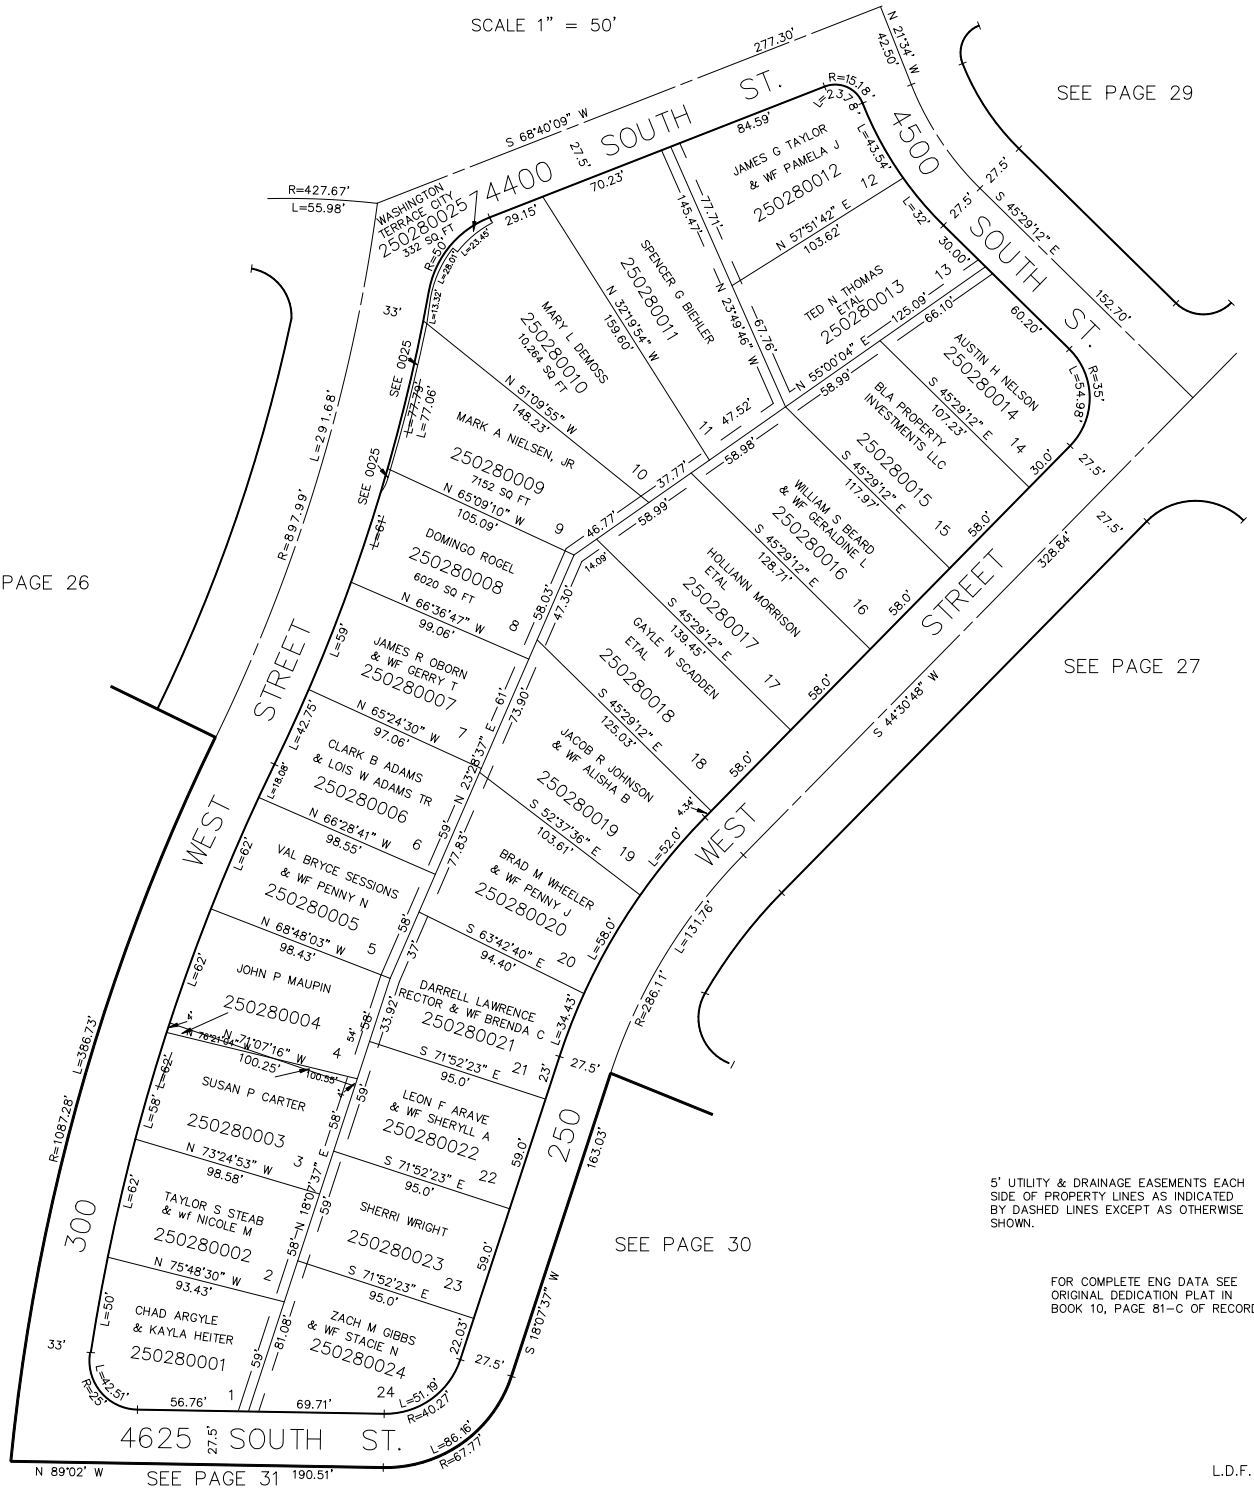 SCALE 1" = 50'
277.30'
N 21°34' W
42.50'
SEE PAGE 29
S 68°40'09" W
27.5'
4400 SOUTH ST.
R=15.18'
L=23.78'
84.59'
70.23'
29.15'
4500 SOUTH ST.
L=43.54'
L=32'
30.00'
27.5'
27.5'
S 45°29'12" E
152.70'
60.20'
R=427.67'
L=55.98'
WASHINGTON
TERRACE CITY
250280025
332 SQ FT
R=50'
L=28.01'
L=23.45'
L=13.32'
33'
SEE 0025
SEE 0025
L=77.79'
L=77.06'
JAMES G TAYLOR
& WF PAMELA J
250280012
12
N 57°51'42" E
103.62'
77.71'
145.47'
N 23°49'46" W
67.76'
TED N THOMAS
ETAL
250280013
13
N 55°00'04" E
125.09'
66.10'
58.99'
SPENCER G BIEHLER
250280011
11
47.52'
N 32°19'54" W
159.60'
MARY L DEMOSS
250280010
10,264 SQ FT
10
37.77'
58.98'
N 51°09'55" W
148.23'
MARK A NIELSEN, JR
250280009
7152 SQ FT
9
46.77'
58.99'
14.09'
N 65°09'10" W
105.09'
AUSTIN H NELSON
250280014
14
R=35'
L=54.98'
30.0'
27.5'
S 45°29'12" E
107.23'
BLA PROPERTY
INVESTMENTS LLC
250280015
15
58.0'
S 45°29'12" E
117.97'
WILLIAM S BEARD
& WF GERALDINE L
250280016
16
58.0'
S 45°29'12" E
128.71'
HOLLIANN MORRISON
ETAL
250280017
17
58.0'
S 45°29'12" E
139.45'
GAYLE N SCADDEN
ETAL
250280018
18
58.0'
S 45°29'12" E
125.03'
4.34'
JACOB R JOHNSON
& WF ALISHA B
250280019
19
L=52.0'
S 52°37'36" E
103.61'
BRAD M WHEELER
& WF PENNY J
250280020
20
L=58.0'
S 63°42'40" E
94.40'
DARRELL LAWRENCE
RECTOR & WF BRENDA C
250280021
21
L=34.43'
23'
S 71°52'23" E
95.0'
LEON F ARAVE
& WF SHERYLL A
250280022
22
59.0'
S 71°52'23" E
95.0'
SHERRI WRIGHT
250280023
23
59.0'
S 71°52'23" E
95.0'
ZACH M GIBBS
& WF STACIE N
250280024
24
22.03'
L=51.19'
R=40.27'
69.71'
27.5'
L=61'
DOMINGO ROGEL
250280008
6020 SQ FT
8
58.03'
47.30'
N 66°36'47" W
99.06'
L=59'
JAMES R OBORN
& WF GERRY T
250280007
7
61'
73.90'
N 23°28'37" E
N 65°24'30" W
97.06'
L=42.75'
L=18.08'
CLARK B ADAMS
& LOIS W ADAMS TR
250280006
6
59'
77.83'
N 66°28'41" W
98.55'
L=62'
VAL BRYCE SESSIONS
& WF PENNY N
250280005
5
58'
37'
N 68°48'03" W
98.43'
L=62'
JOHN P MAUPIN
250280004
4
54'
58'
33.92'
N 71°07'16" W
N 76°21'04" W
100.25'
100.55'
4'
4'
L=62'
L=58'
SUSAN P CARTER
250280003
3
58'
59'
N 73°24'53" W
98.58'
L=62'
TAYLOR S STEAB
& wf NICOLE M
250280002
2
58'
N 18°07'37" E
59'
N 75°48'30" W
93.43'
L=50'
CHAD ARGYLE
& KAYLA HEITER
250280001
1
59'
81.08'
L=42.51'
R=25'
56.76'
33'
L=291.68'
R=897.99'
PAGE 26
300 WEST STREET
L=386.73'
R=1087.28'
250 WEST STREET
27.5'
328.84'
S 44°30'48" W
SEE PAGE 27
L=131.76'
R=286.11'
27.5'
163.03'
S 18°07'37" W
SEE PAGE 30
L=86.16'
R=67.77'
4625 SOUTH ST.
27.5'
N 89°02' W
190.51'
SEE PAGE 31
5' UTILITY & DRAINAGE EASEMENTS EACH
SIDE OF PROPERTY LINES AS INDICATED
BY DASHED LINES EXCEPT AS OTHERWISE
SHOWN.
FOR COMPLETE ENG DATA SEE
ORIGINAL DEDICATION PLAT IN
BOOK 10, PAGE 81-C OF RECORD
L.D.F.